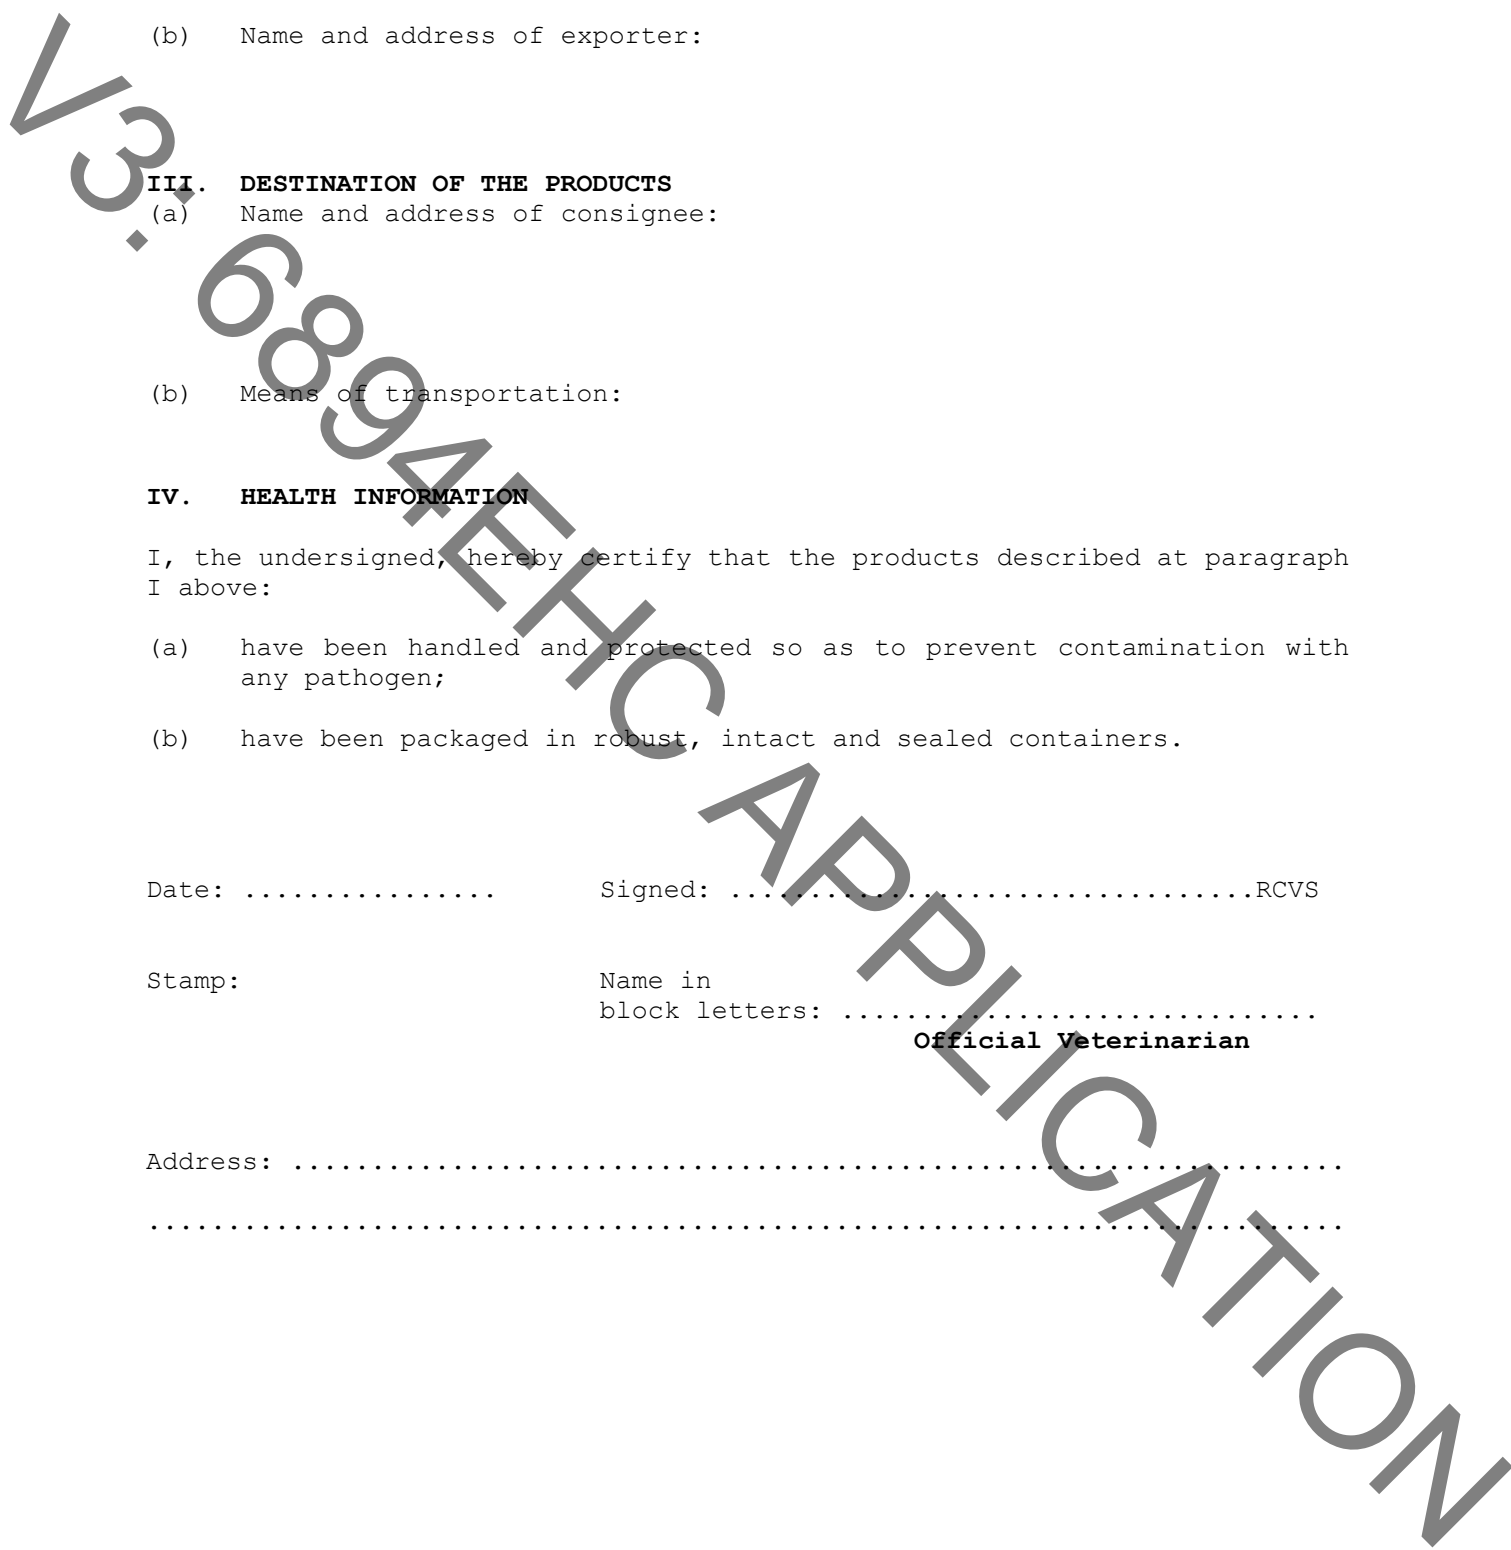 (b) Name and address of exporter:
III. DESTINATION OF THE PRODUCTS
(a) Name and address of consignee:
(b) Means of transportation:
IV. HEALTH INFORMATION
I, the undersigned, hereby certify that the products described at paragraph
I above:
(a) have been handled and protected so as to prevent contamination with
any pathogen;
(b) have been packaged in robust, intact and sealed containers.
Date: ................ Signed: .................................RCVS
Stamp: Name in
block letters: ..............................
Official Veterinarian
Address: ..................................................................
...........................................................................
V3: 6894EHC APPLICATION